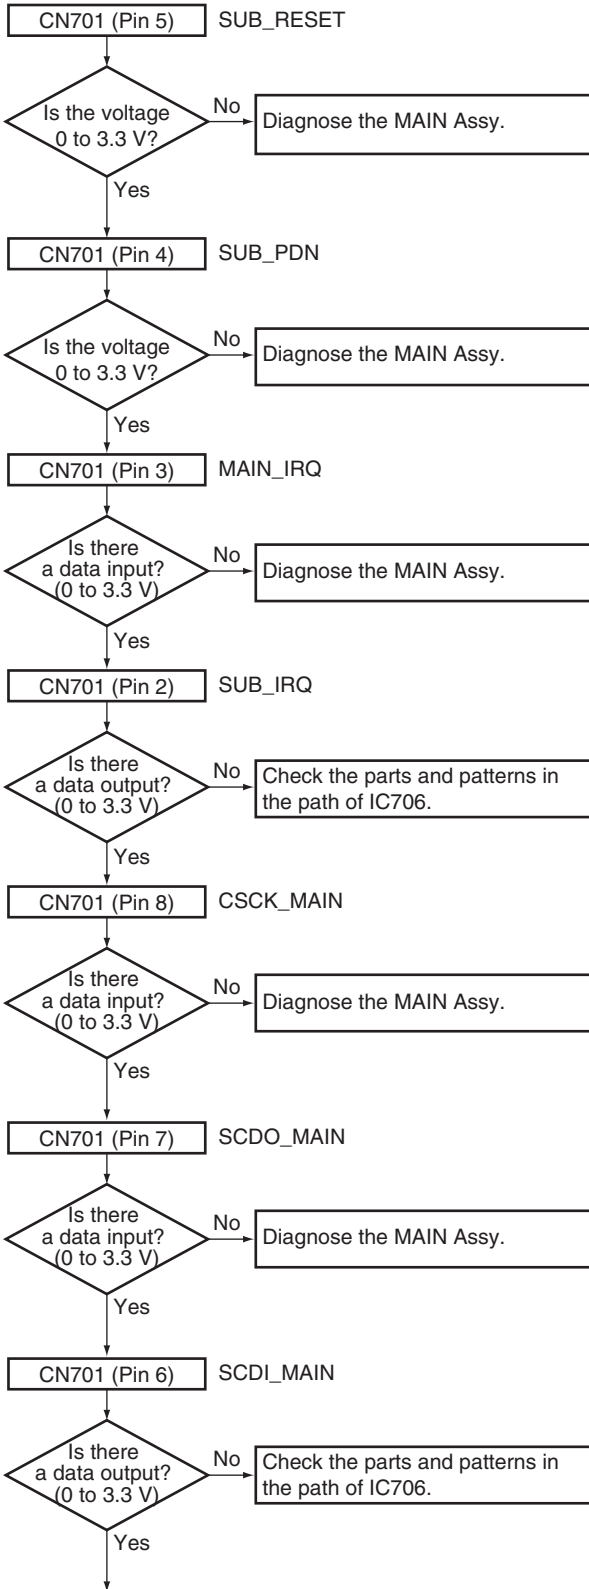 CN701 (Pin 5) SUB_RESET
Is the voltage
0 to 3.3 V?
No
Diagnose the MAIN Assy.
Yes
CN701 (Pin 4) SUB_PDN
Is the voltage
0 to 3.3 V?
No
Diagnose the MAIN Assy.
Yes
CN701 (Pin 3) MAIN_IRQ
Is there
a data input?
(0 to 3.3 V)
No
Diagnose the MAIN Assy.
Yes
CN701 (Pin 2) SUB_IRQ
Is there
a data output?
(0 to 3.3 V)
No
Check the parts and patterns in
the path of IC706.
Yes
CN701 (Pin 8) CSCK_MAIN
Is there
a data input?
(0 to 3.3 V)
No
Diagnose the MAIN Assy.
Yes
CN701 (Pin 7) SCDO_MAIN
Is there
a data input?
(0 to 3.3 V)
No
Diagnose the MAIN Assy.
Yes
CN701 (Pin 6) SCDI_MAIN
Is there
a data output?
(0 to 3.3 V)
No
Check the parts and patterns in
the path of IC706.
Yes